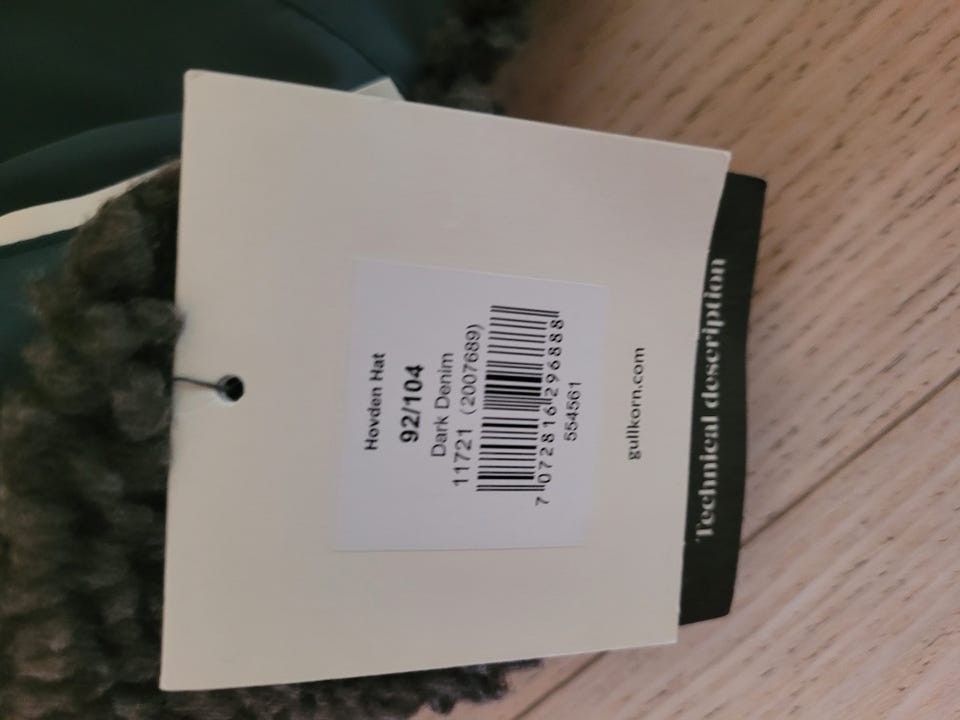 Hovden Hat
92/104
Dark Denim
11721 (2007689)
7 072816 296888
554561
gullkorn.com
Technical description